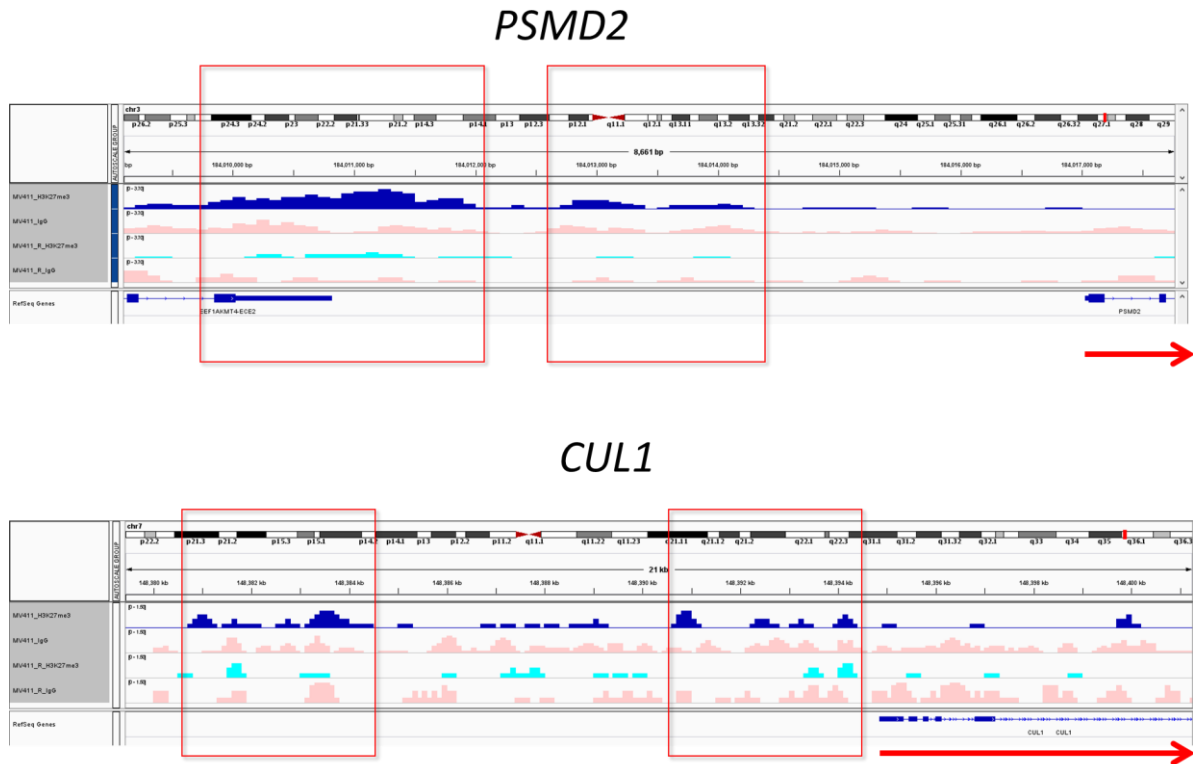 PSMD2
chr3
p26.2 p25.3 p24.3 p24.2 p23 p22.2 p21.33 p21.2 p14.3 p14.1 p13 p12.3 p12.1 q11.1 q12.1 q13.11 q13.2 q13.32 q21.2 q22.1 q22.3 q24 q25.1 q25.31 q26.1 q26.2 q26.32 q27.1 q28 q29
8,661 bp
bp 184,010,000 bp 184,011,000 bp 184,012,000 bp 184,013,000 bp 184,014,000 bp 184,015,000 bp 184,016,000 bp 184,017,000 bp
AUTOSCALE GROUP
MV411_H3K27me3
MV411_IgG
MV411_R_H3K27me3
MV411_R_IgG
RefSeq Genes
EEF1AKMT4-ECE2 PSMD2
CUL1
chr7
p22.2 p21.3 p21.2 p15.3 p15.1 p14.1 p13 p12.2 p11.2 q11.1 q11.22 q11.23 q21.11 q21.12 q21.2 q22.1 q22.3 q31.1 q31.2 q31.32 q32.1 q33 q34 q35 q36.1
21 kb
148,380 kb 148,382 kb 148,384 kb 148,386 kb 148,388 kb 148,390 kb 148,392 kb 148,394 kb 148,396 kb 148,398 kb 148,400 kb
AUTOSCALE GROUP
MV411_H3K27me3
MV411_IgG
MV411_R_H3K27me3
MV411_R_IgG
RefSeq Genes
CUL1 CUL1